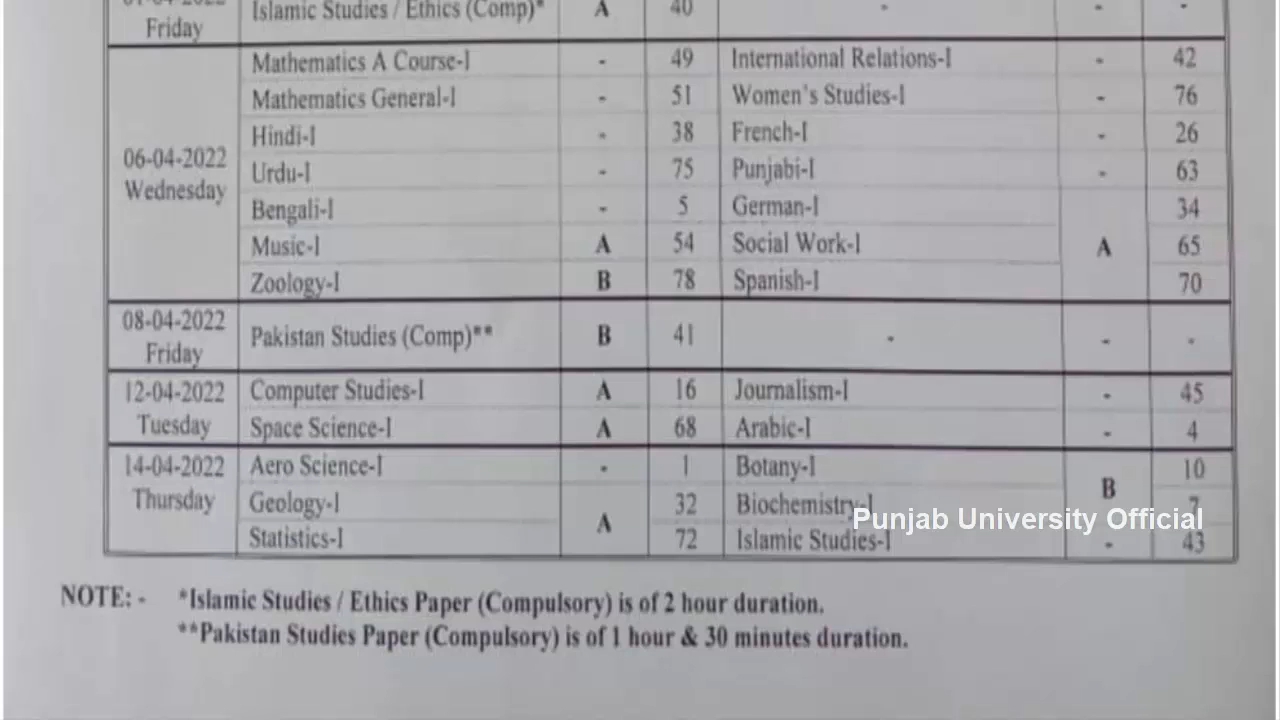 Friday Islamic Studies / Ethics (Comp)* A 40 - - -
Mathematics A Course-I - 49 International Relations-I - 42
Mathematics General-I - 51 Women's Studies-I - 76
Hindi-I - 38 French-I - 26
06-04-2022 Wednesday Urdu-I - 75 Punjabi-I - 63
Bengali-I - 5 German-I 34
Music-I A 54 Social Work-I A 65
Zoology-I B 78 Spanish-I 70
08-04-2022 Friday Pakistan Studies (Comp)** B 41 - - -
12-04-2022 Computer Studies-I A 16 Journalism-I - 45
Tuesday Space Science-I A 68 Arabic-I - 4
14-04-2022 Aero Science-I - 1 Botany-I 10
Thursday Geology-I A 32 Biochemistry-I B 7
Punjab University Official
Statistics-I 72 Islamic Studies-I - 43
NOTE: - *Islamic Studies / Ethics Paper (Compulsory) is of 2 hour duration.
**Pakistan Studies Paper (Compulsory) is of 1 hour & 30 minutes duration.